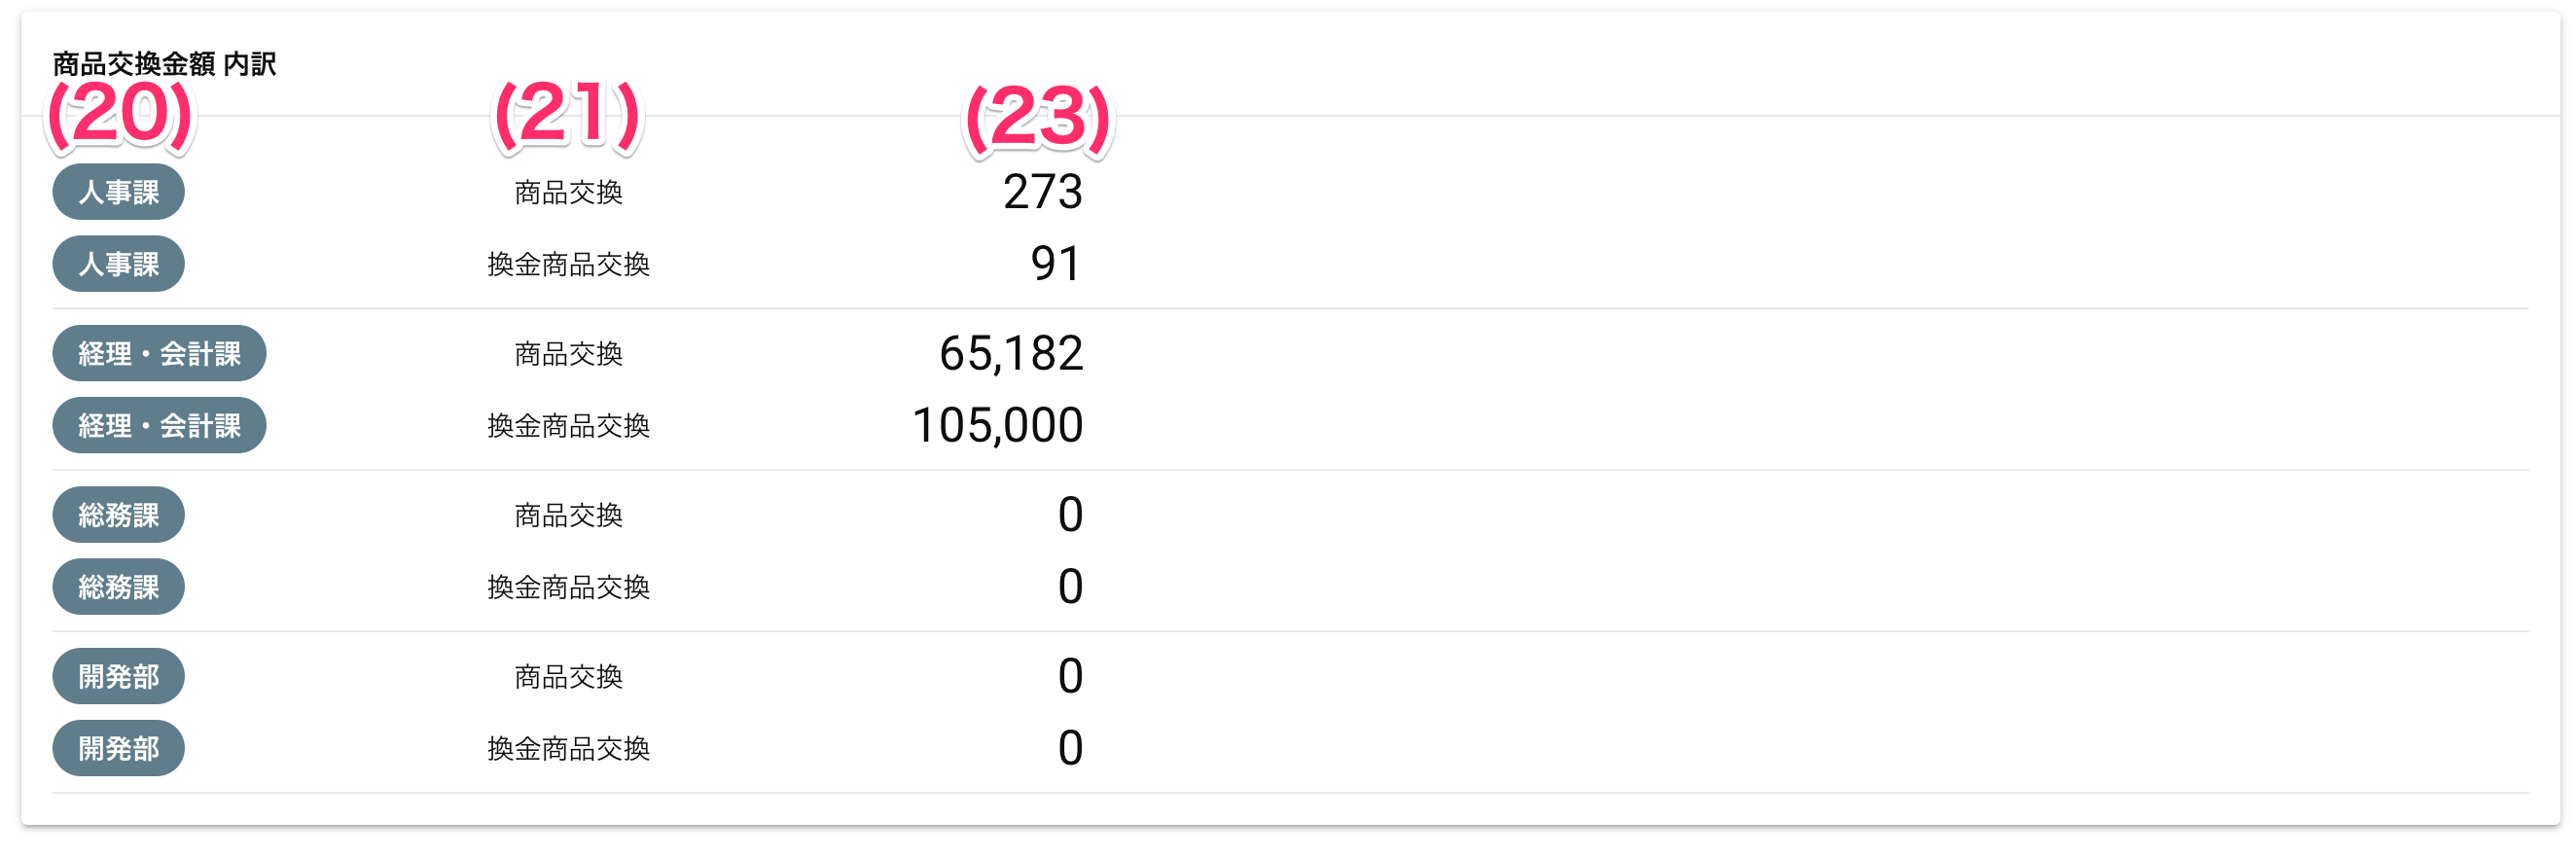 商品交換金額 内訳
(20) (21) (23)
人事課 商品交換 273
人事課 換金商品交換 91
経理・会計課 商品交換 65,182
経理・会計課 換金商品交換 105,000
総務課 商品交換 0
総務課 換金商品交換 0
開発部 商品交換 0
開発部 換金商品交換 0